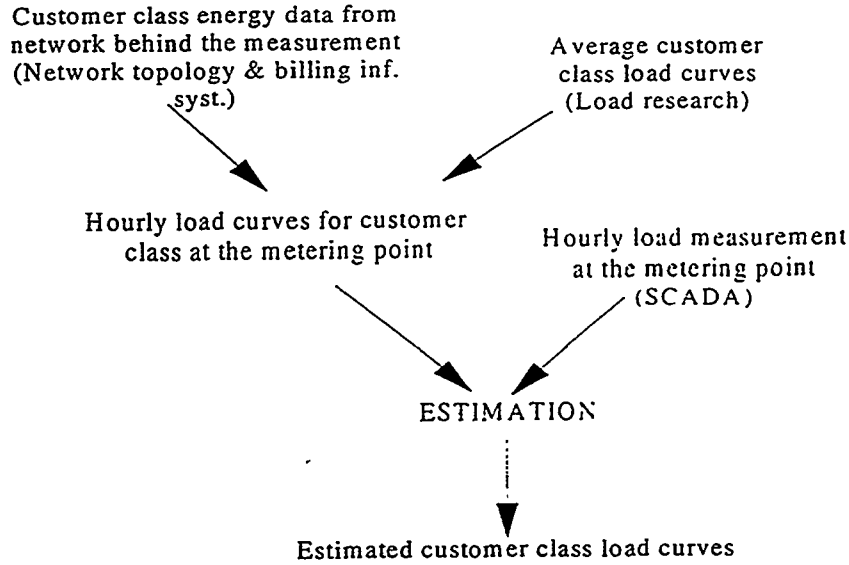 Customer class energy data from
network behind the measurement
(Network topology & billing inf.
syst.)
Average customer
class load curves
(Load research)
Hourly load curves for customer
class at the metering point
Hourly load measurement
at the metering point
(SCADA)
ESTIMATION
Estimated customer class load curves